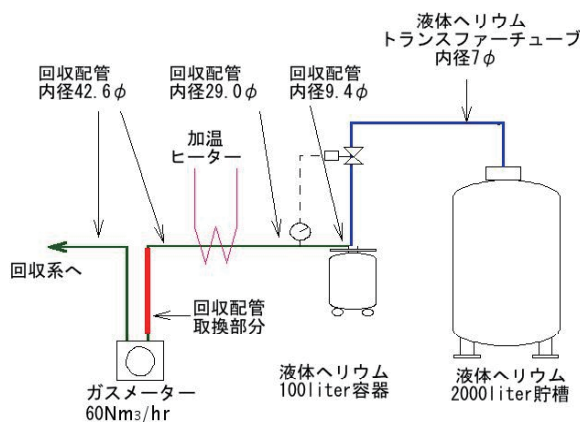 液体ヘリウム
トランスファーチューブ
内径7φ
回収配管
内径42.6φ
回収配管
内径29.0φ
回収配管
内径9.4φ
加温
ヒーター
回収系へ
回収配管
取換部分
ガスメーター
60Nm3/hr
液体ヘリウム
100liter容器
液体ヘリウム
2000liter貯槽